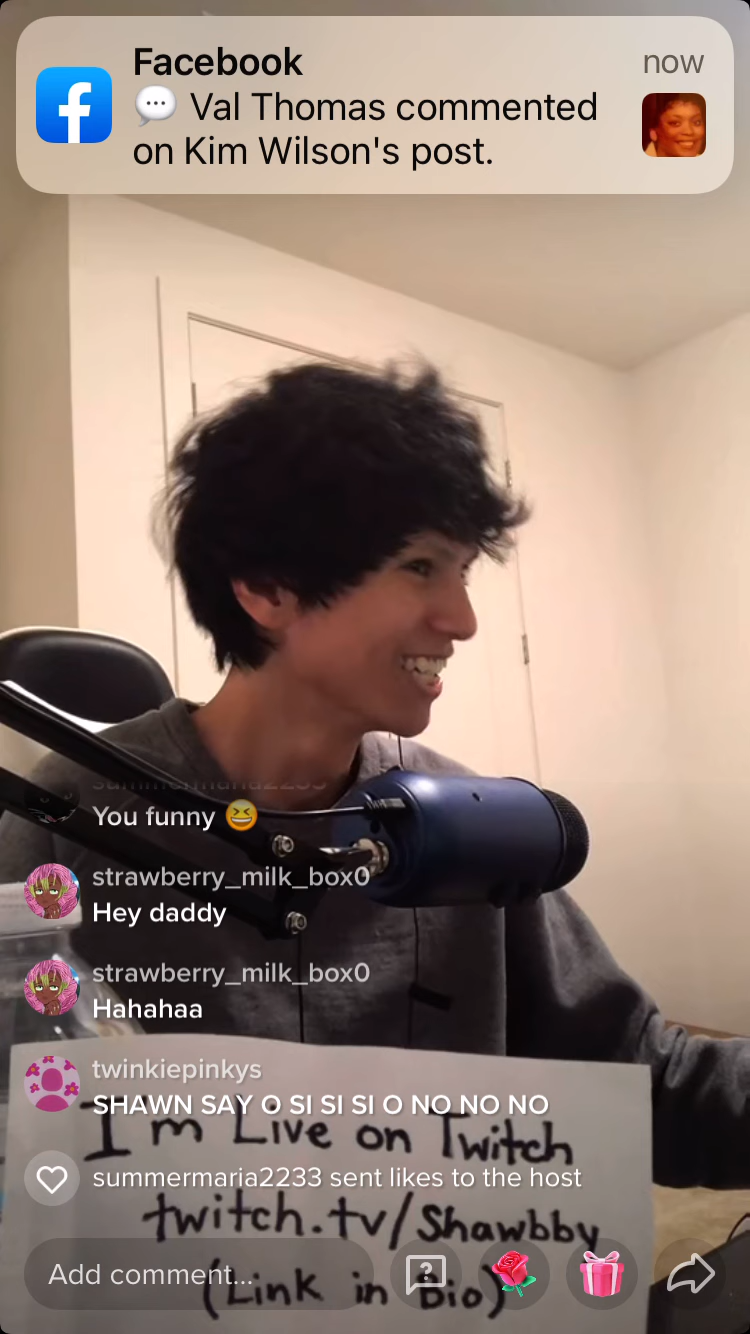 Facebook
now
💬 Val Thomas commented
on Kim Wilson's post.
summermaria2233
You funny 😆
strawberry_milk_box0
Hey daddy
strawberry_milk_box0
Hahahaa
twinkiepinkys
SHAWN SAY O SI SI SI O NO NO NO
I'm Live on Twitch
summermaria2233 sent likes to the host
twitch.tv/Shawbby
Add comment...
(Link in Bio)